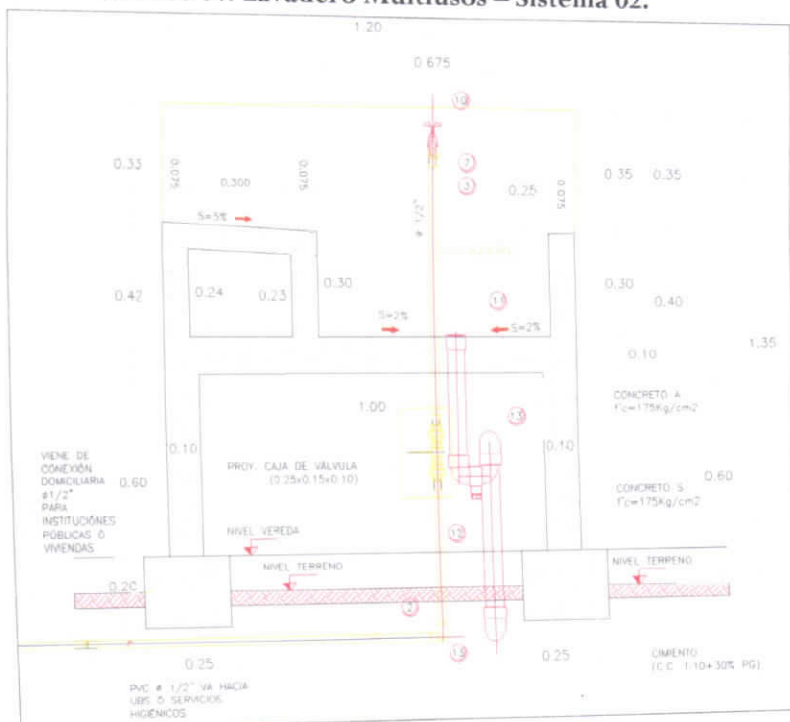 Lavadero Multiusos – Sistema 02.
1.20
0.675
10
0.33
0.075
0.300
0.075
7
3
0.25
0.075
0.35 0.35
S=5%
ø 1/2"
0.42
0.24
0.23
0.30
11
0.30
0.40
S=2%
S=2%
0.10
1.35
1.00
CONCRETO A
f'c=175Kg/cm2
0.10
13
0.10
VIENE DE
CONEXIÓN
DOMICILIARIA
ø1/2"
PARA
INSTITUCIONES
PÚBLICAS O
VIVIENDAS
0.60
PROY. CAJA DE VÁLVULA
(0.25x0.15x0.10)
CONCRETO S
f'c=175Kg/cm2
0.60
NIVEL VEREDA
12
NIVEL TERRENO
NIVEL TERRENO
0.20
2
0.25
0.25
CIMIENTO
(C.C. 1:10+30% PG)
PVC ø 1/2" VA HACIA
UBS O SERVICIOS
HIGIÉNICOS